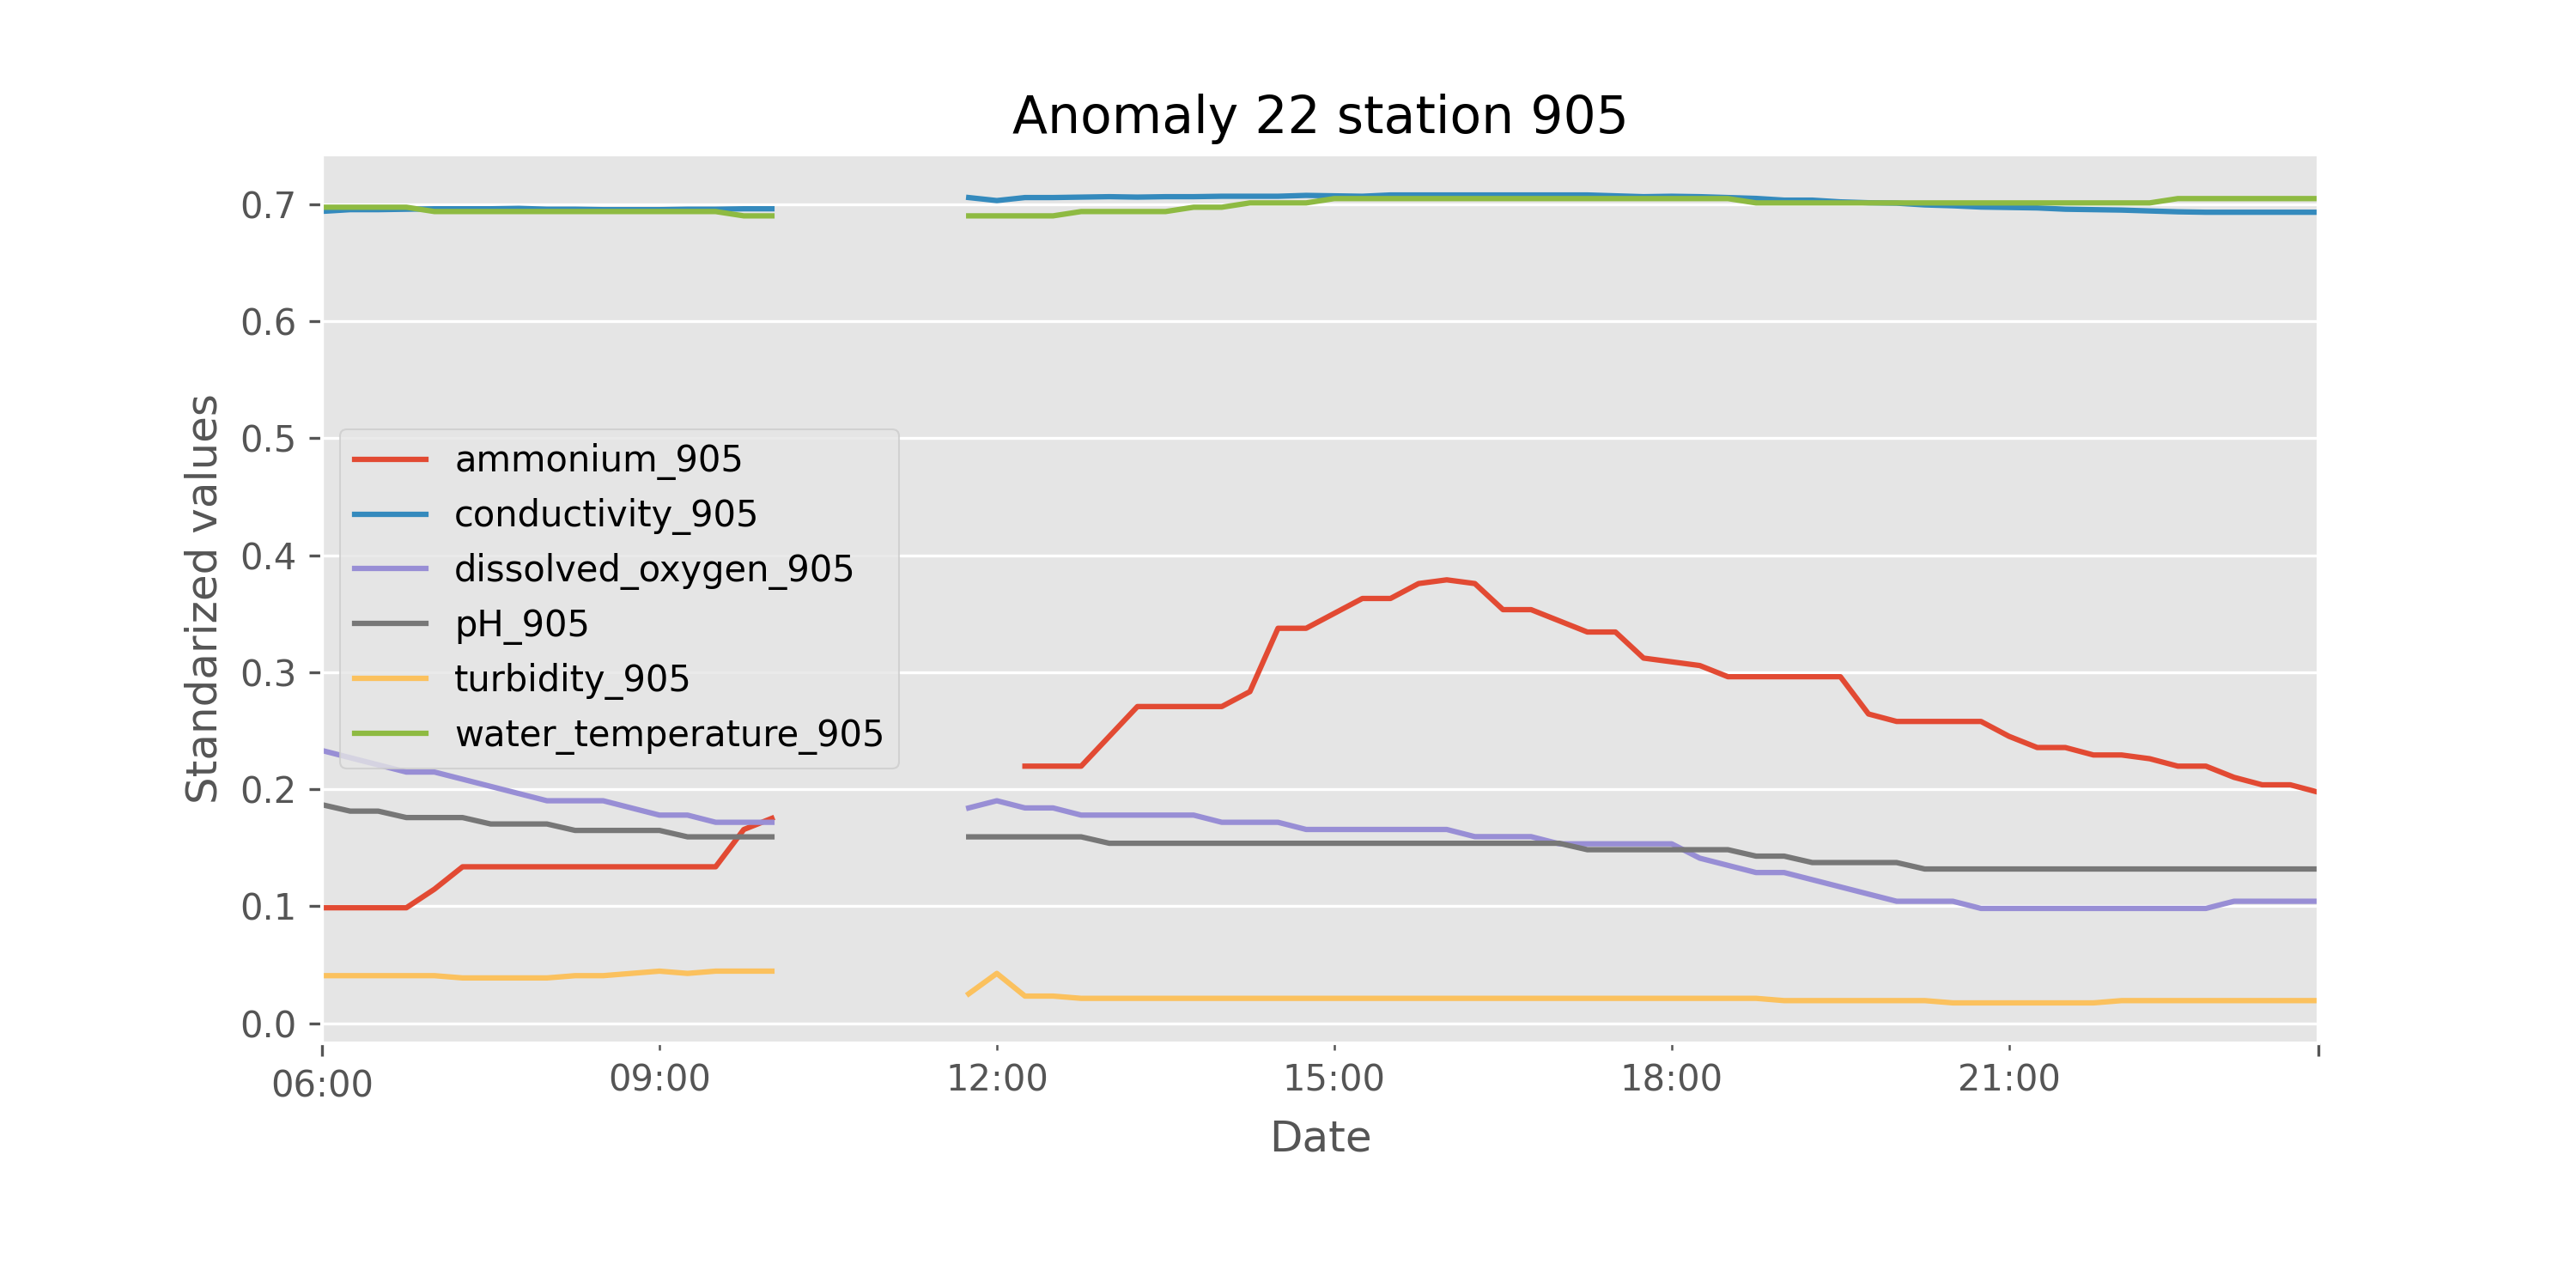 Anomaly 22 station 905
Standarized values
0.7
0.6
0.5
0.4
0.3
0.2
0.1
0.0
ammonium_905
conductivity_905
dissolved_oxygen_905
pH_905
turbidity_905
water_temperature_905
06:00 09:00 12:00 15:00 18:00 21:00
Date